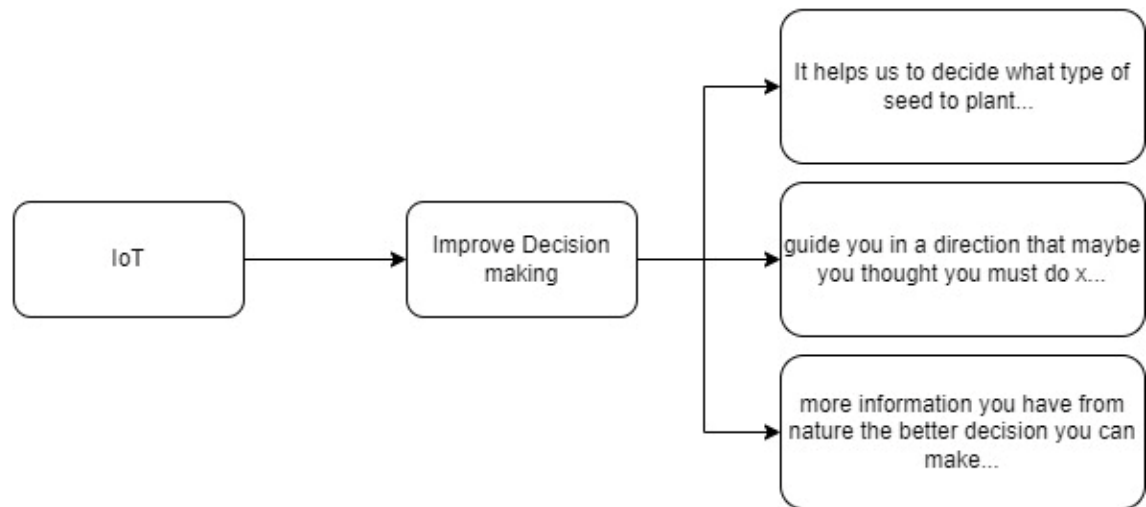 IoT
Improve Decision
making
It helps us to decide what type of
seed to plant...
guide you in a direction that maybe
you thought you must do x...
more information you have from
nature the better decision you can
make...